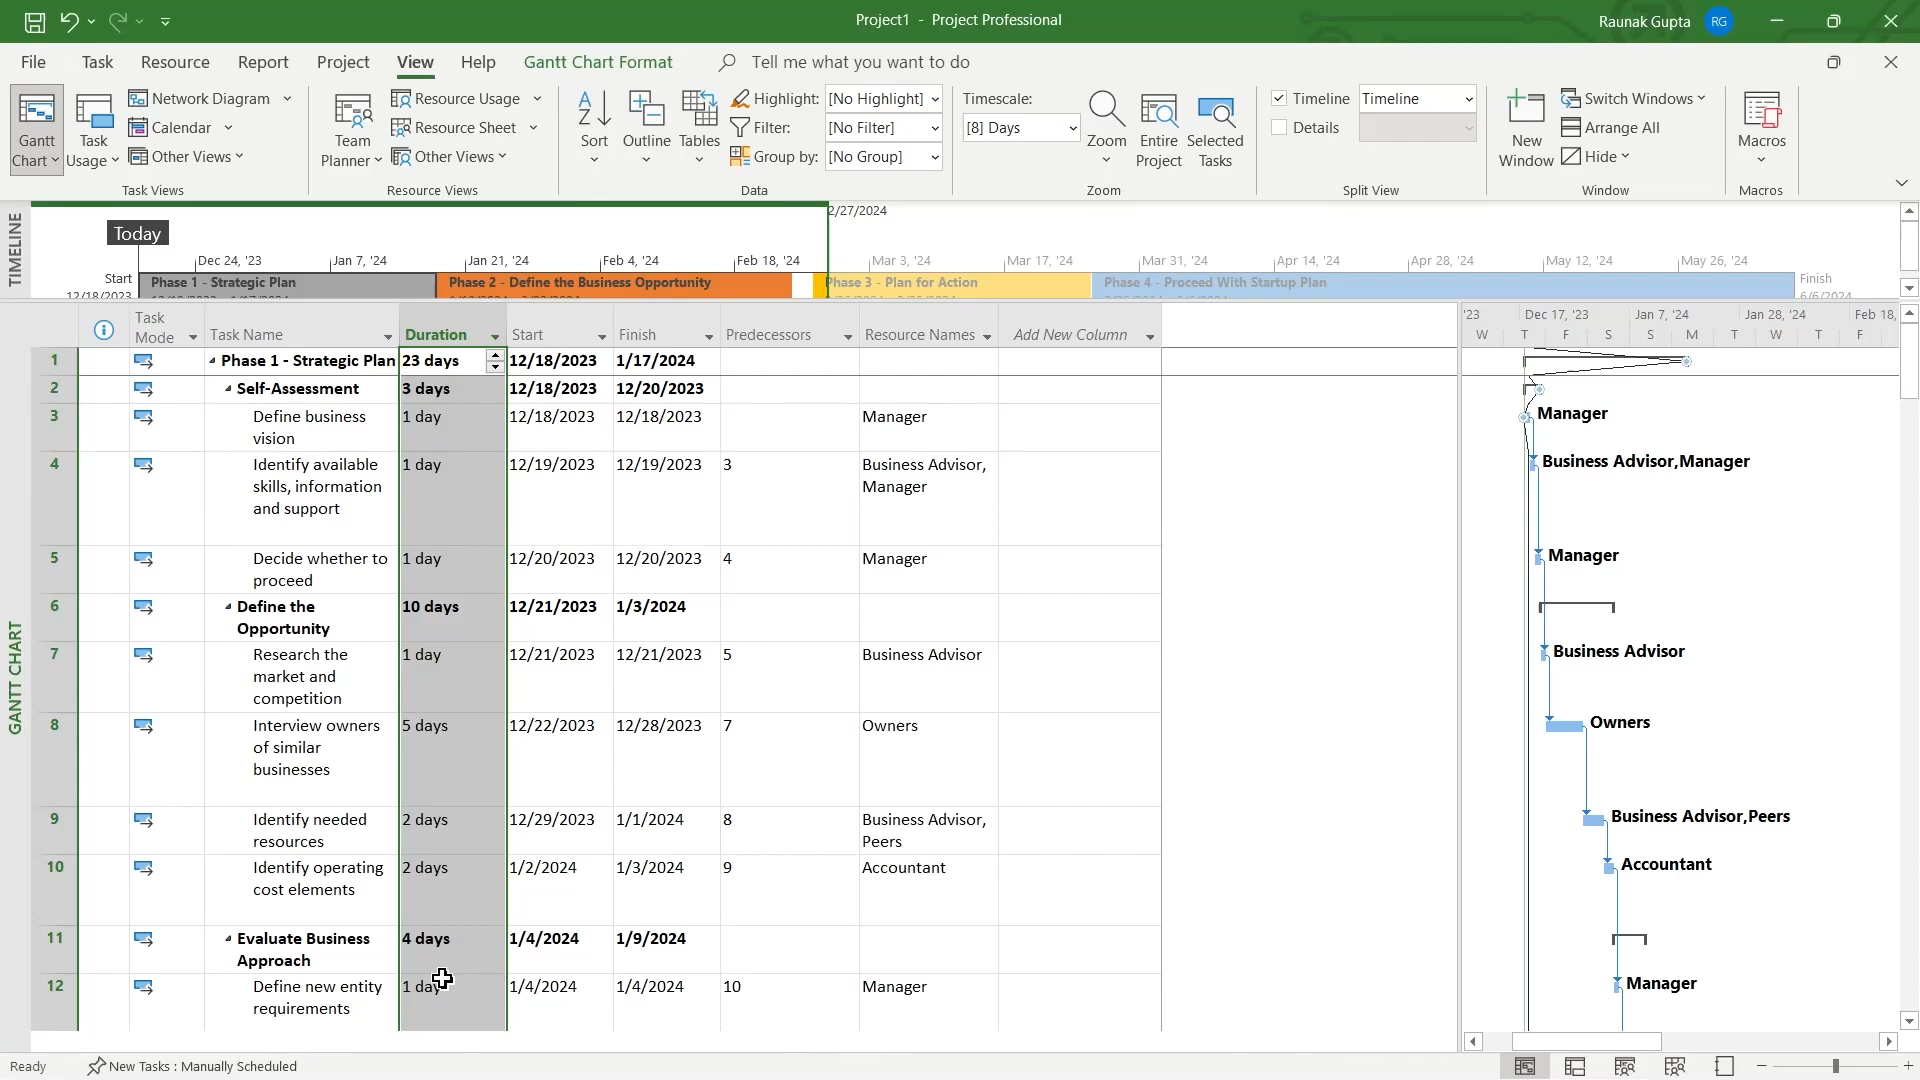 Project1 - Project Professional
Raunak Gupta RG
File Task Resource Report Project View Help Gantt Chart Format Tell me what you want to do
Gantt Chart
Task Usage
Network Diagram
Calendar
Other Views
Task Views
Team Planner
Resource Usage
Resource Sheet
Other Views
Resource Views
Sort
Outline
Tables
Highlight: [No Highlight]
Filter: [No Filter]
Group by: [No Group]
Data
Timescale:
[8] Days
Zoom
Entire Project
Selected Tasks
Zoom
Timeline Timeline
Details
Split View
New Window
Switch Windows
Arrange All
Hide
Window
Macros
Macros
TIMELINE
2/27/2024
Today
Dec 24, '23 Jan 7, '24 Jan 21, '24 Feb 4, '24 Feb 18, '24 Mar 3, '24 Mar 17, '24 Mar 31, '24 Apr 14, '24 Apr 28, '24 May 12, '24 May 26, '24
Start
12/18/2023
Phase 1 - Strategic Plan
Phase 2 - Define the Business Opportunity
Phase 3 - Plan for Action
Phase 4 - Proceed With Startup Plan
Finish
6/6/2024
GANTT CHART
Task Mode Task Name Duration Start Finish Predecessors Resource Names Add New Column
'23 Dec 17, '23 Jan 7, '24 Jan 28, '24 Feb 18,
W T F S S M T W T F
1 Phase 1 - Strategic Plan 23 days 12/18/2023 1/17/2024
2 Self-Assessment 3 days 12/18/2023 12/20/2023
3 Define business vision 1 day 12/18/2023 12/18/2023 Manager
Manager
4 Identify available skills, information and support 1 day 12/19/2023 12/19/2023 3 Business Advisor, Manager
Business Advisor,Manager
5 Decide whether to proceed 1 day 12/20/2023 12/20/2023 4 Manager
Manager
6 Define the Opportunity 10 days 12/21/2023 1/3/2024
7 Research the market and competition 1 day 12/21/2023 12/21/2023 5 Business Advisor
Business Advisor
8 Interview owners of similar businesses 5 days 12/22/2023 12/28/2023 7 Owners
Owners
9 Identify needed resources 2 days 12/29/2023 1/1/2024 8 Business Advisor, Peers
Business Advisor,Peers
10 Identify operating cost elements 2 days 1/2/2024 1/3/2024 9 Accountant
Accountant
11 Evaluate Business Approach 4 days 1/4/2024 1/9/2024
12 Define new entity requirements 1 day 1/4/2024 1/4/2024 10 Manager
Manager
Ready New Tasks : Manually Scheduled